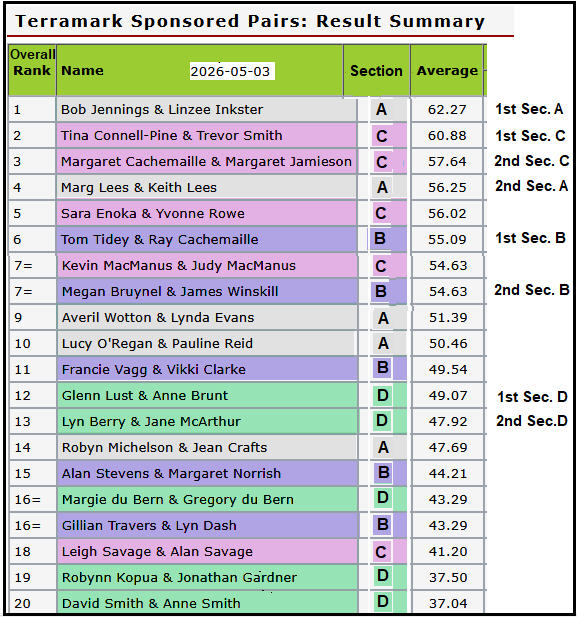 Terramark Sponsored Pairs: Result Summary
Overall Rank Name 2026-05-03 Section Average
1 Bob Jennings & Linzee Inkster A 62.27 1st Sec. A
2 Tina Connell-Pine & Trevor Smith C 60.88 1st Sec. C
3 Margaret Cachemaille & Margaret Jamieson C 57.64 2nd Sec. C
4 Marg Lees & Keith Lees A 56.25 2nd Sec. A
5 Sara Enoka & Yvonne Rowe C 56.02
6 Tom Tidey & Ray Cachemaille B 55.09 1st Sec. B
7= Kevin MacManus & Judy MacManus C 54.63
7= Megan Bruynel & James Winskill B 54.63 2nd Sec. B
9 Averil Wotton & Lynda Evans A 51.39
10 Lucy O'Regan & Pauline Reid A 50.46
11 Francie Vagg & Vikki Clarke B 49.54
12 Glenn Lust & Anne Brunt D 49.07 1st Sec. D
13 Lyn Berry & Jane McArthur D 47.92 2nd Sec.D
14 Robyn Michelson & Jean Crafts A 47.69
15 Alan Stevens & Margaret Norrish B 44.21
16= Margie du Bern & Gregory du Bern D 43.29
16= Gillian Travers & Lyn Dash B 43.29
18 Leigh Savage & Alan Savage C 41.20
19 Robynn Kopua & Jonathan Gardner D 37.50
20 David Smith & Anne Smith D 37.04